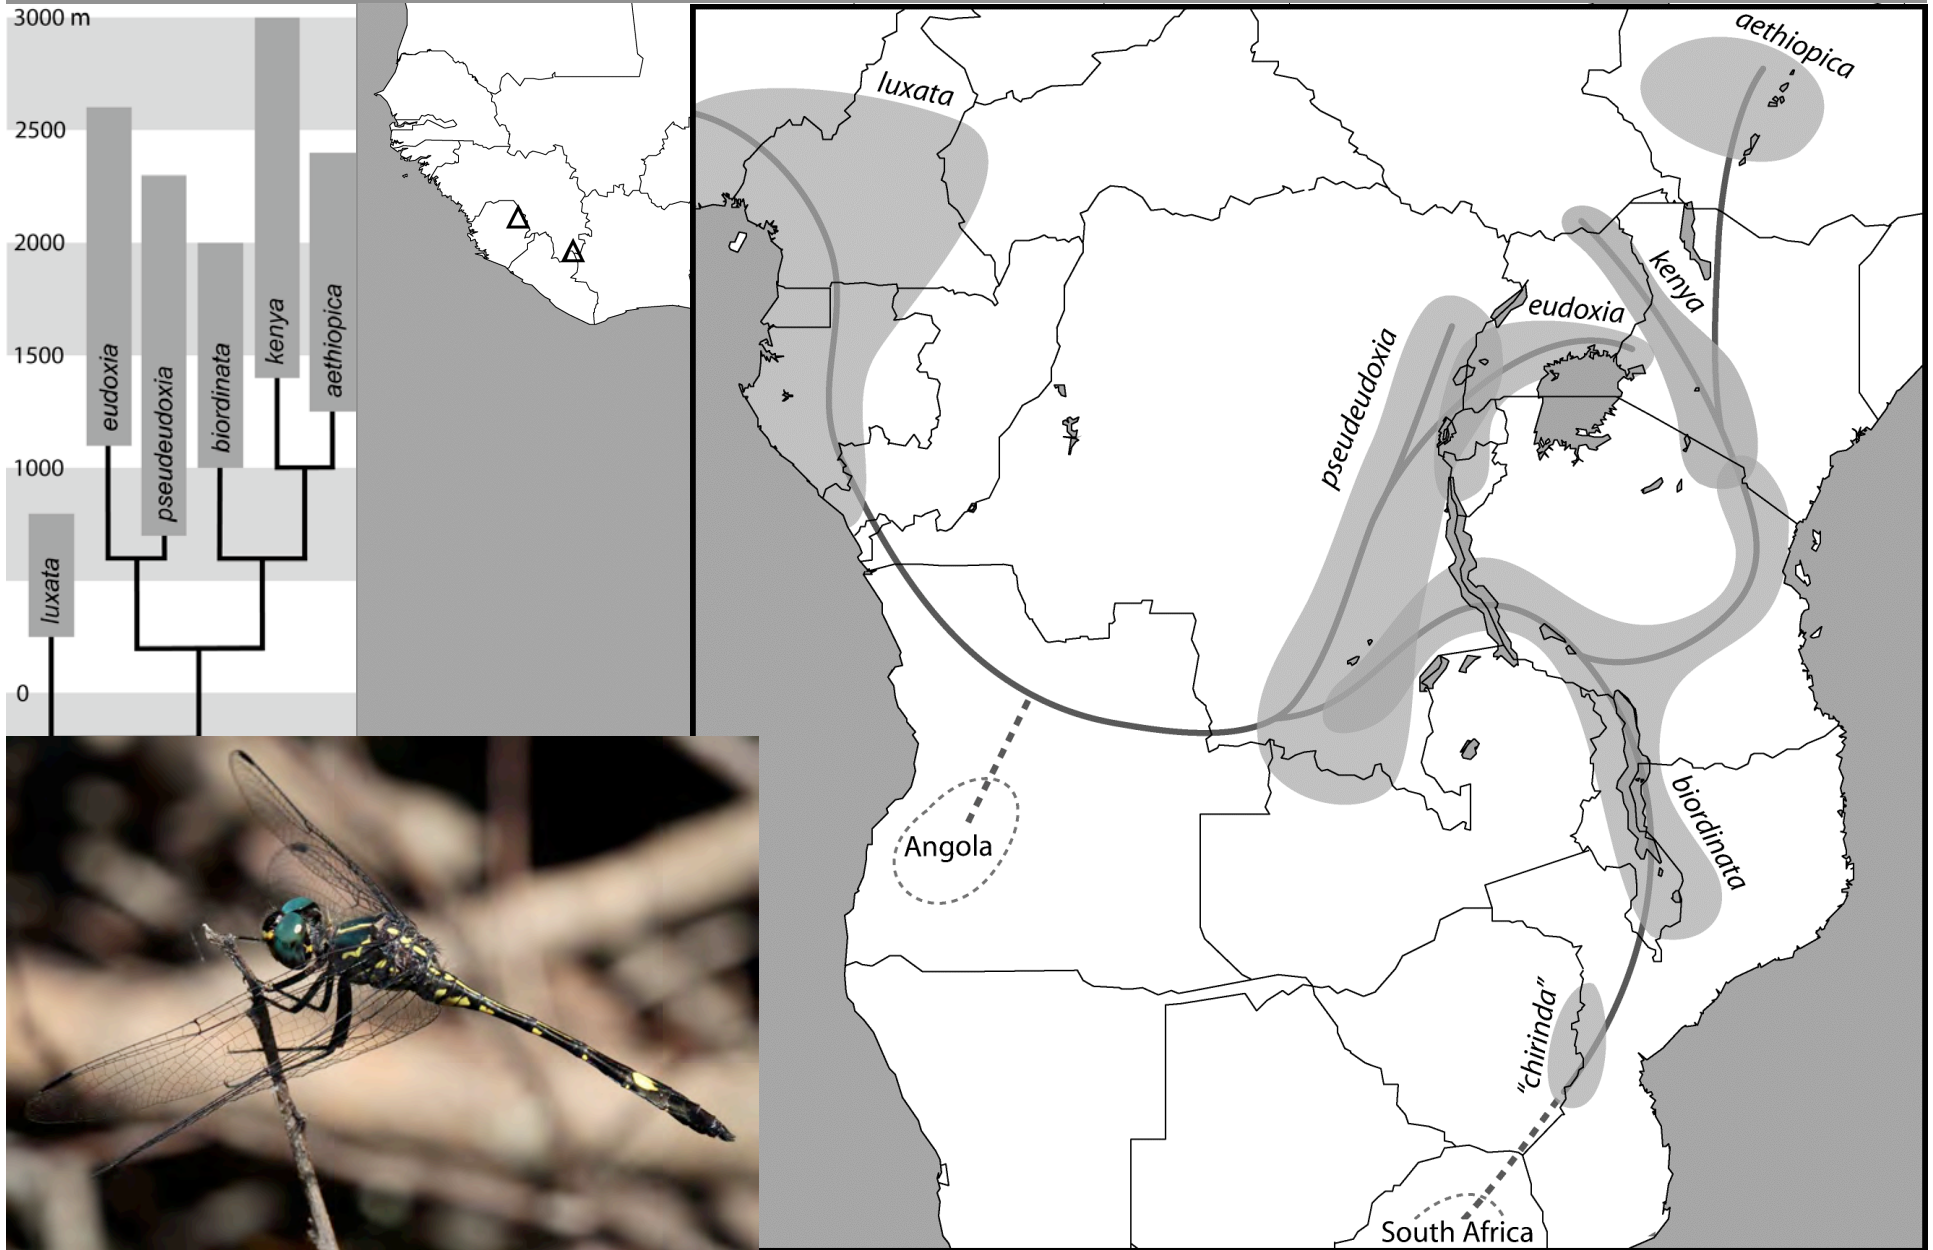 3000 m
2500
2000
1500
1000
0
luxata
eudoxia
pseudeudoxia
biordinata
kenya
aethiopica
luxata
aethiopica
kenya
eudoxia
pseudeudoxia
biordinata
Angola
"chirinda"
South Africa